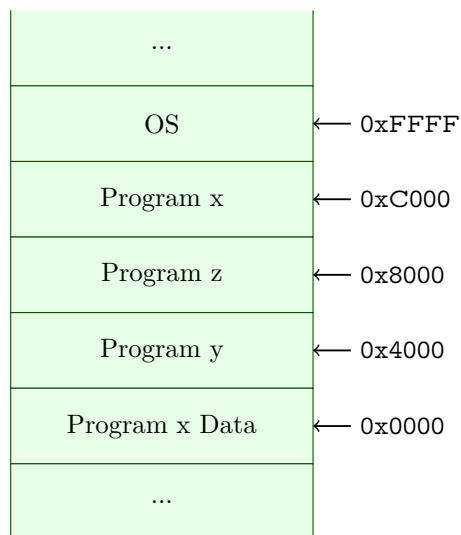 ...
OS 0xFFFF
Program x 0xC000
Program z 0x8000
Program y 0x4000
Program x Data 0x0000
...